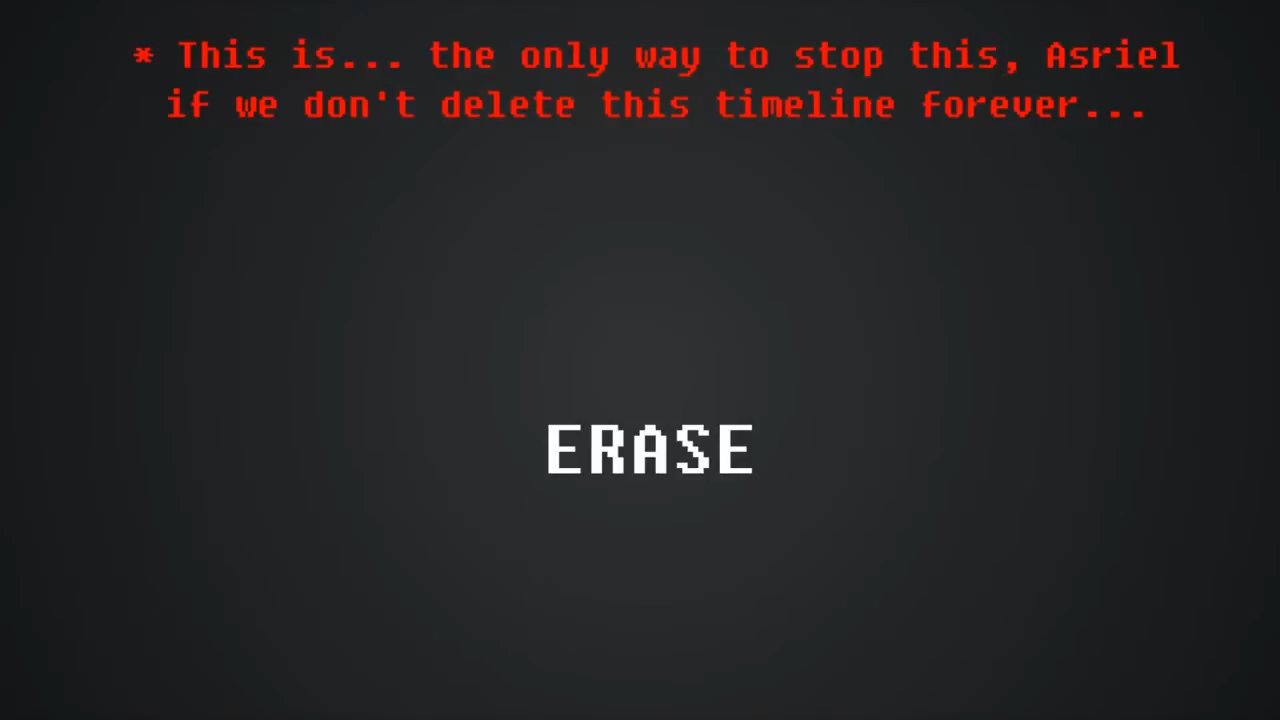 * This is... the only way to stop this, Asriel
if we don't delete this timeline forever...
ERASE